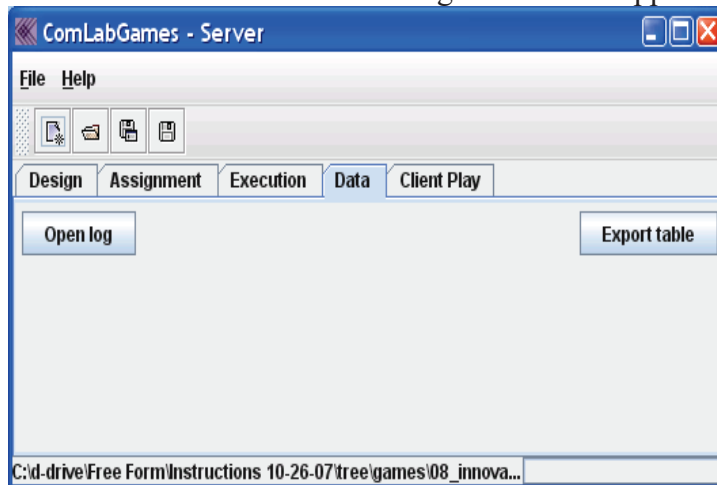 ComLabGames - Server
File Help
Design Assignment Execution Data Client Play
Open log Export table
C:\d-drive\Free Form\Instructions 10-26-07\tree\games\08_innova...